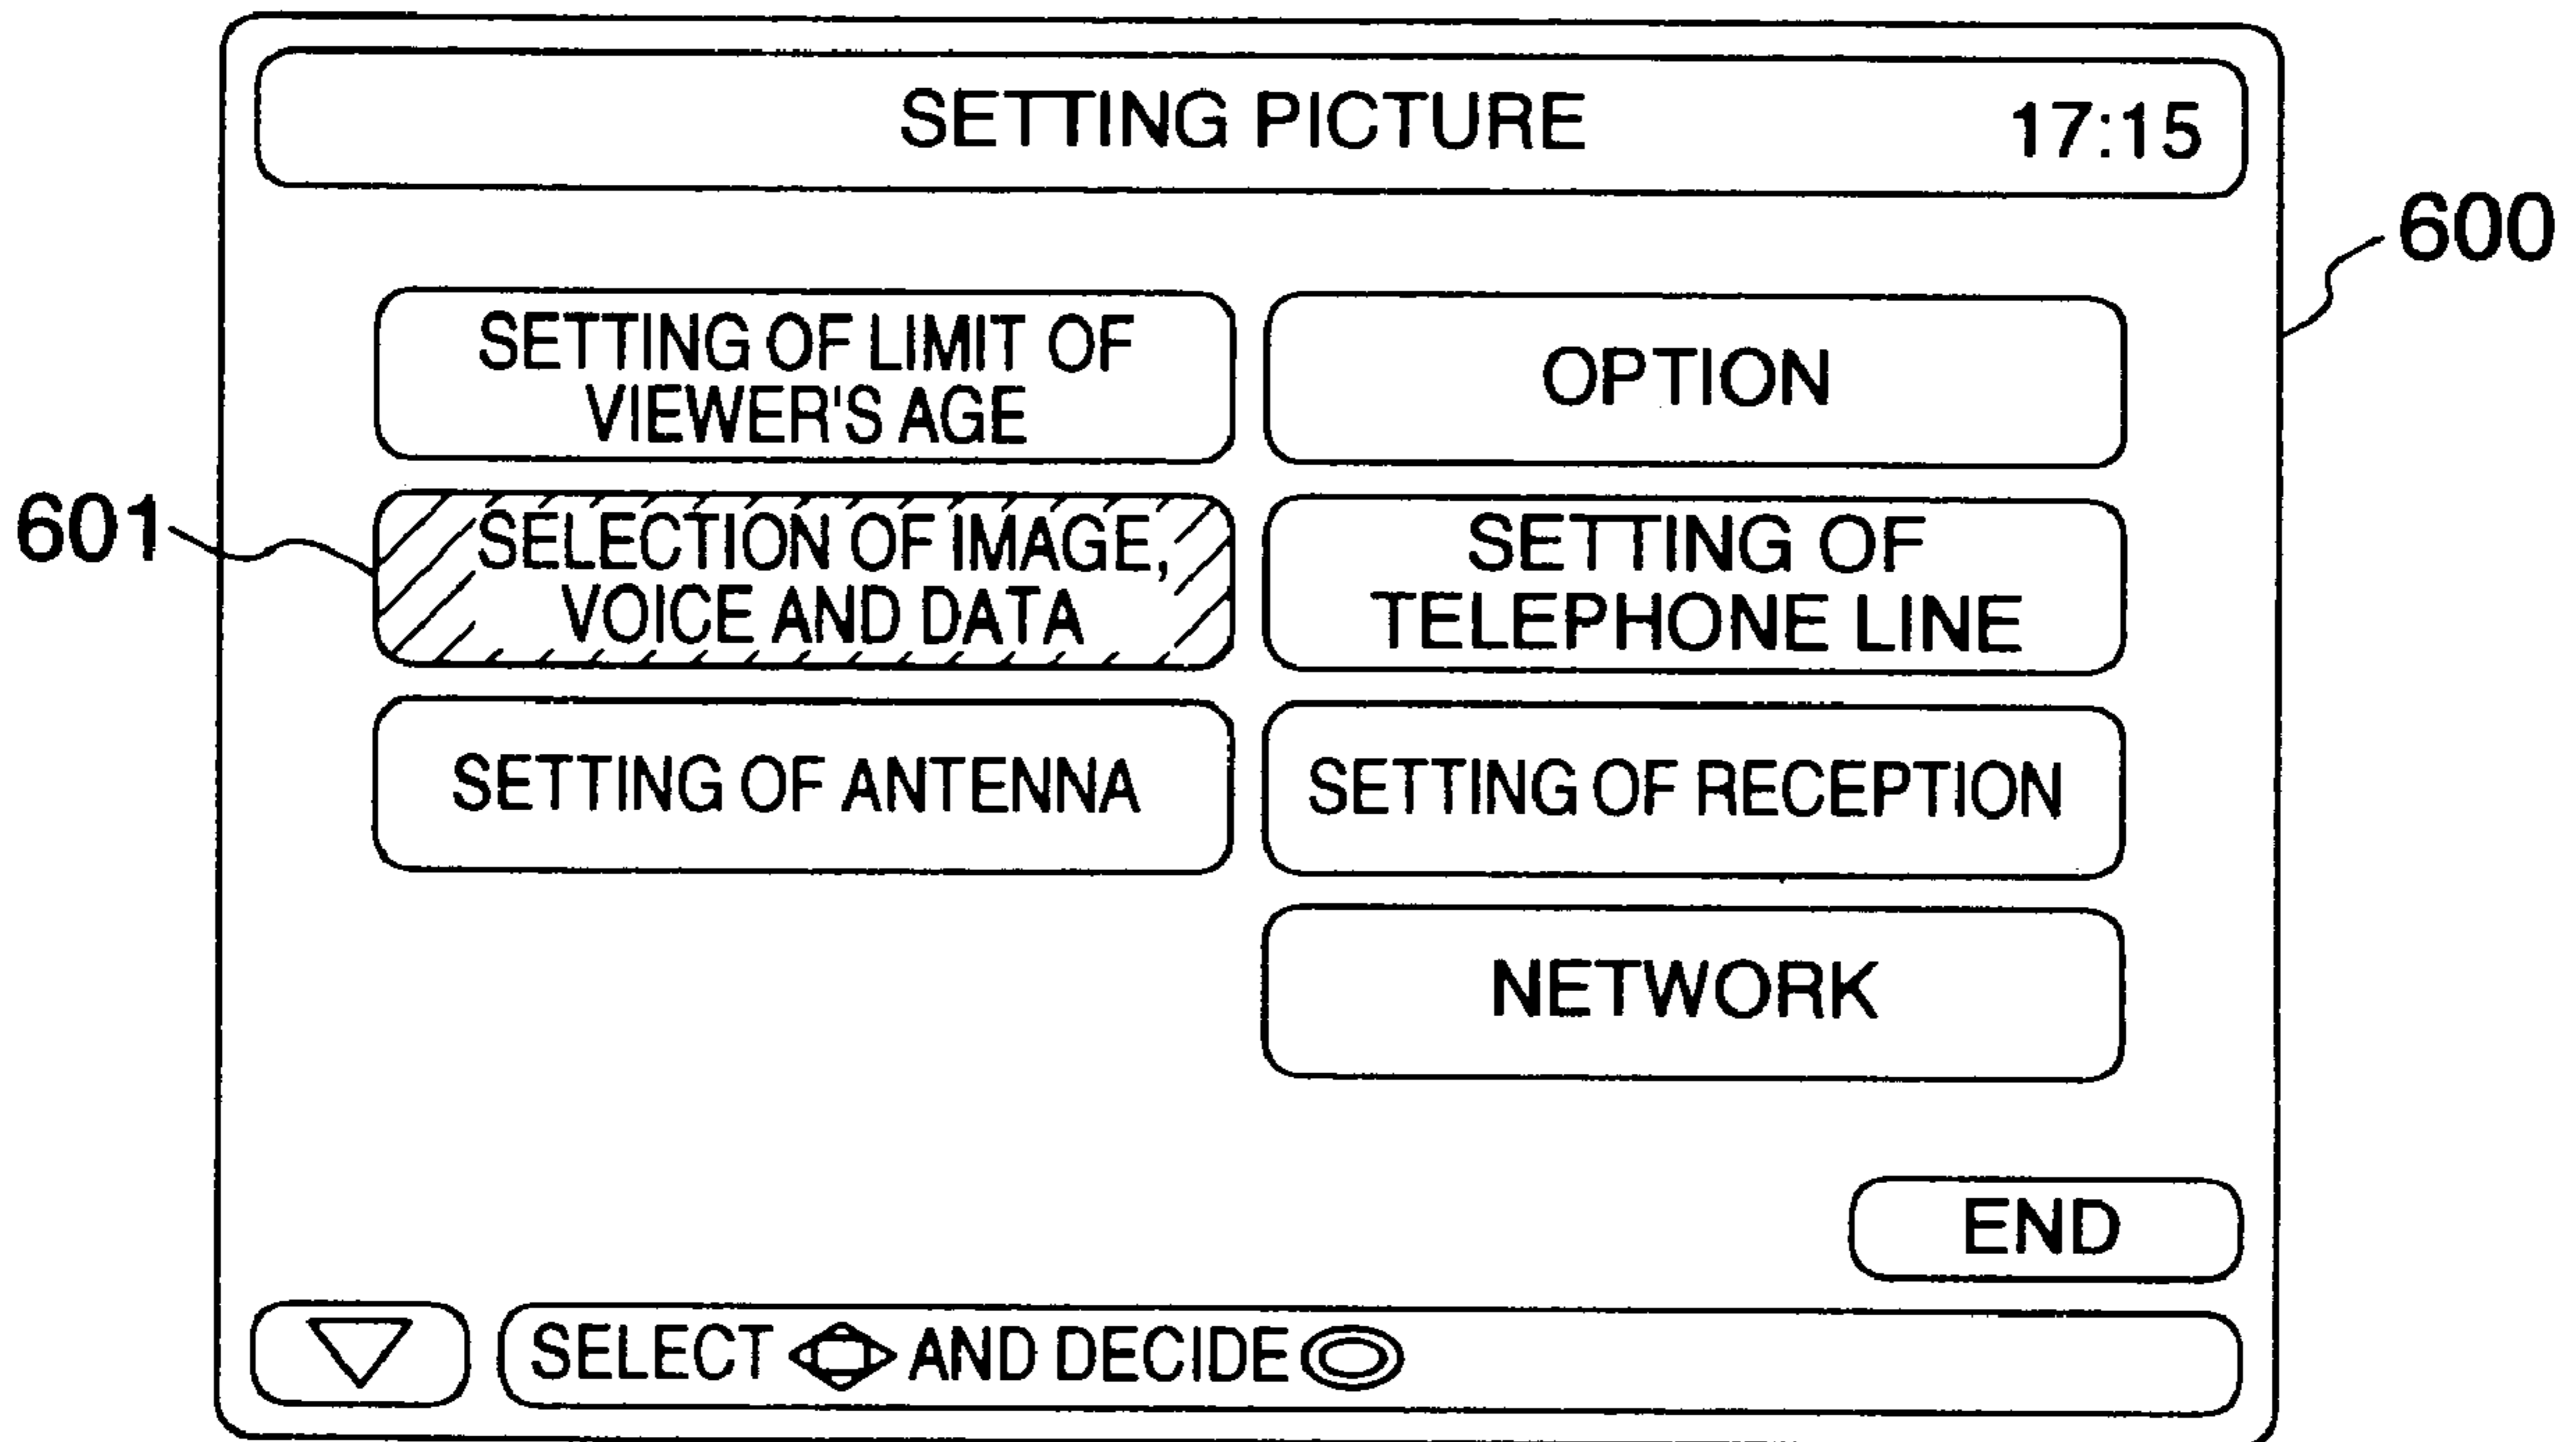 SETTING PICTURE 17:15
600
SETTING OF LIMIT OF
VIEWER'S AGE
OPTION
601
SELECTION OF IMAGE,
VOICE AND DATA
SETTING OF
TELEPHONE LINE
SETTING OF ANTENNA
SETTING OF RECEPTION
NETWORK
END
SELECT AND DECIDE